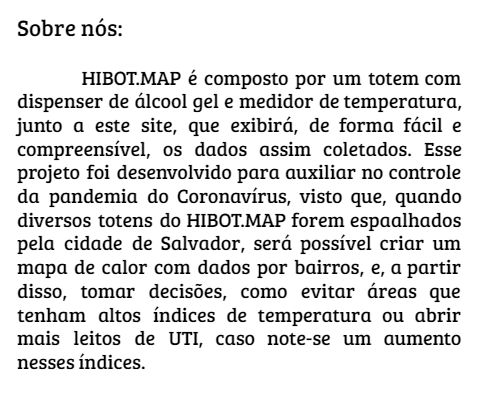 Sobre nós:
HIBOT.MAP é composto por um totem com
dispenser de álcool gel e medidor de temperatura,
junto a este site, que exibirá, de forma fácil e
compreensível, os dados assim coletados. Esse
projeto foi desenvolvido para auxiliar no controle
da pandemia do Coronavírus, visto que, quando
diversos totens do HIBOT.MAP forem espaalhados
pela cidade de Salvador, será possível criar um
mapa de calor com dados por bairros, e, a partir
disso, tomar decisões, como evitar áreas que
tenham altos índices de temperatura ou abrir
mais leitos de UTI, caso note-se um aumento
nesses índices.